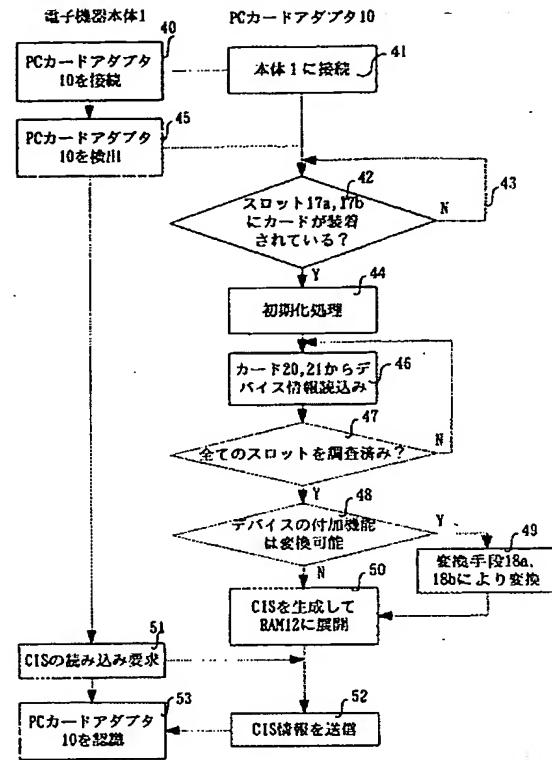 電子機器本体1
PCカードアダプタ10
40
PCカードアダプタ
10を接続
41
本体1に接続
45
PCカードアダプタ
10を検出
42
43
スロット17a,17b
にカードが装着
されている?
N
Y
44
初期化処理
カード20,21からデ
バイス情報読込み
46
47
全てのスロットを調査済み?
N
Y
48
デバイスの付加機能
は変換可能
Y
49
変換手段18a,
18bにより変換
N
50
CISを生成して
RAM12に展開
51
CISの読み込み要求
53
PCカードアダプタ
10を認識
52
CIS情報を送信